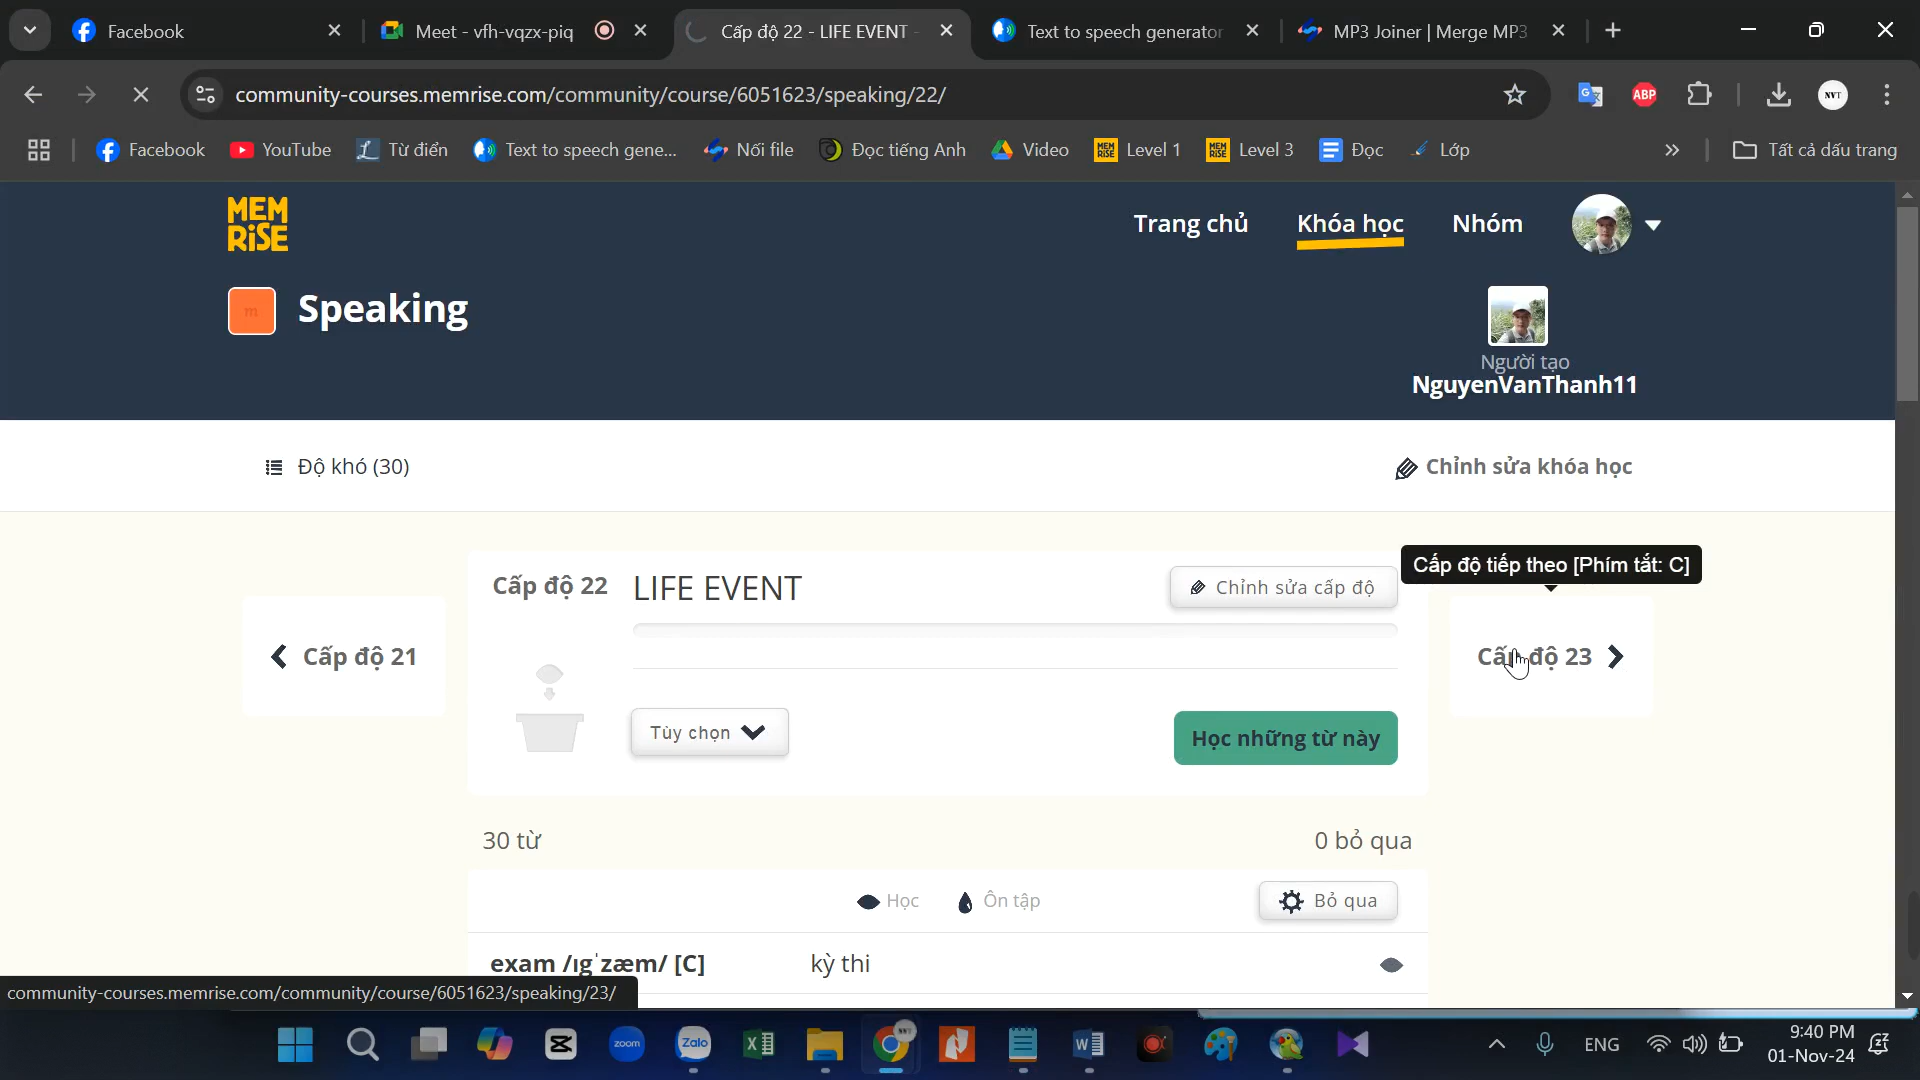 Facebook
Meet - vfh-vqzx-piq
Cấp độ 22 - LIFE EVENT -
Text to speech generator
MP3 Joiner | Merge MP3
community-courses.memrise.com/community/course/6051623/speaking/22/
ABP
NVT
Facebook
YouTube
Từ điển
Text to speech gene...
Nối file
Đọc tiếng Anh
Video
Level 1
Level 3
Đọc
Lớp
Tất cả dấu trang
MEM
RiSE
Trang chủ
Khóa học
Nhóm
m
Speaking
Người tạo
NguyenVanThanh11
Độ khó (30)
Chỉnh sửa khóa học
Cấp độ tiếp theo [Phím tắt: C]
Cấp độ 22
LIFE EVENT
Chỉnh sửa cấp độ
Cấp độ 21
Cấp độ 23
Tùy chọn
Học những từ này
30 từ
0 bỏ qua
Học
Ôn tập
Bỏ qua
exam /ɪgˈzæm/ [C]
kỳ thi
community-courses.memrise.com/community/course/6051623/speaking/23/
zoom
Zalo
NVT
ENG
9:40 PM
01-Nov-24